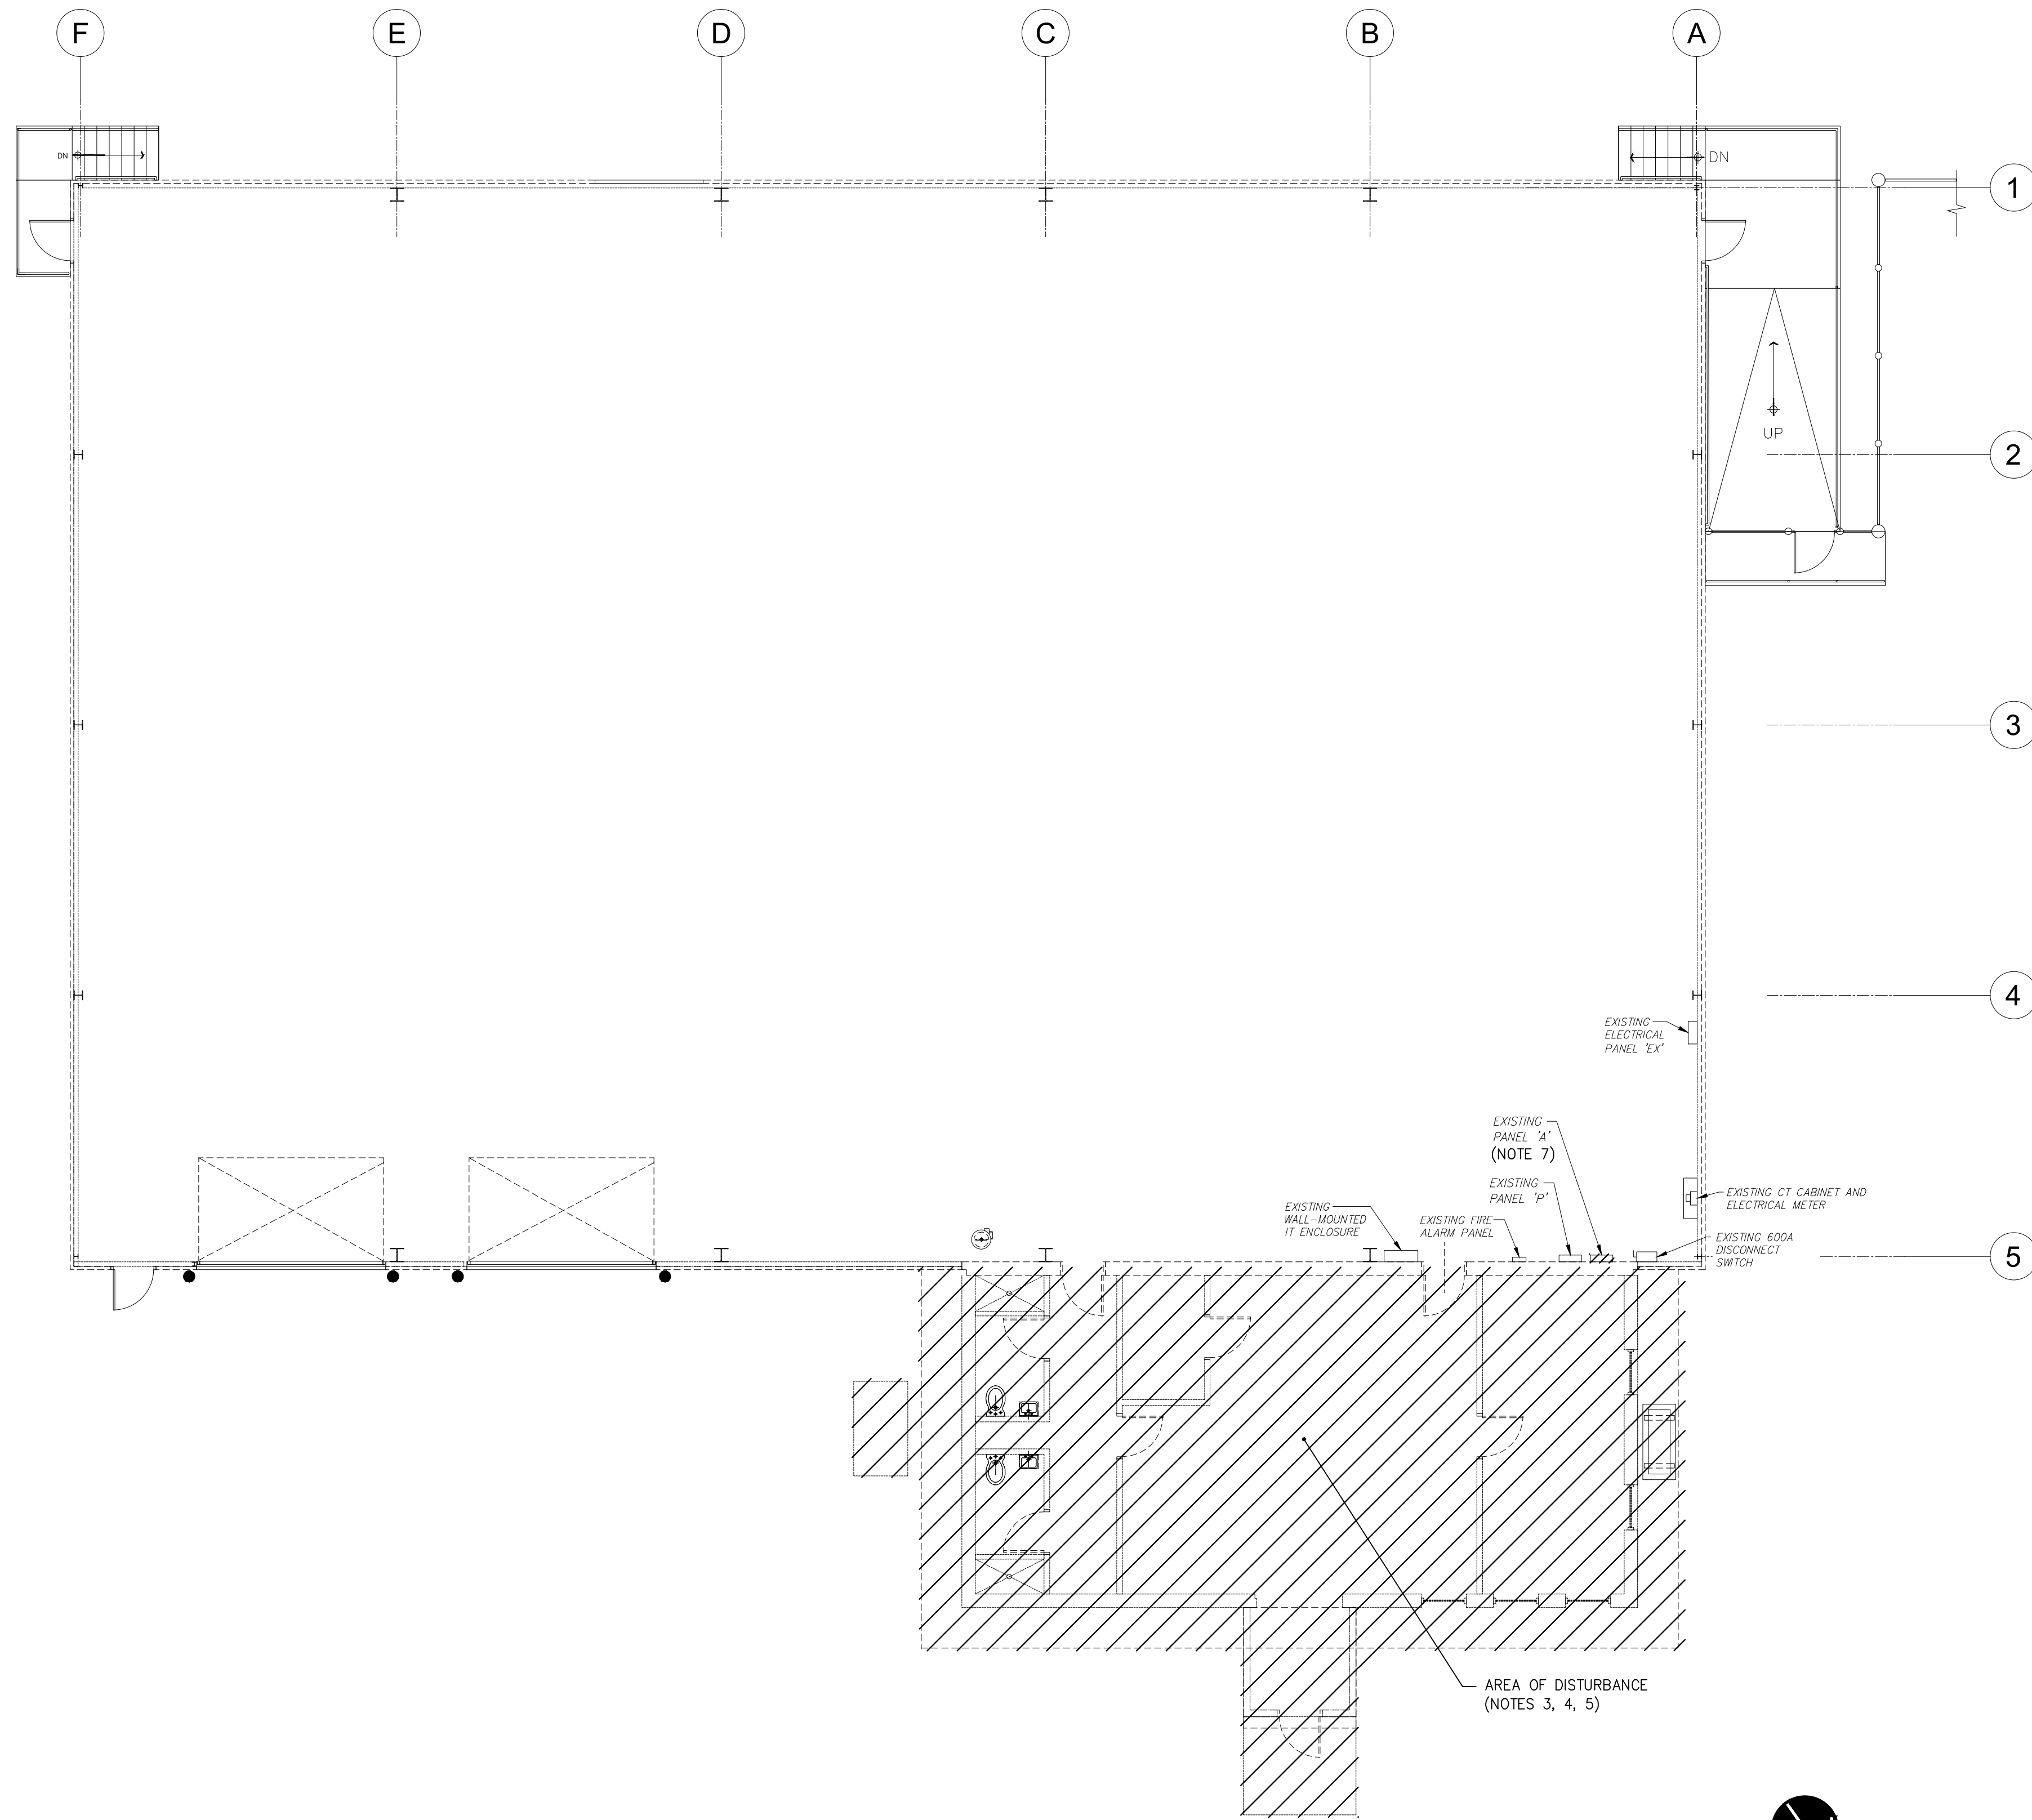 F
E
D
C
B
A
DN
DN
1
UP
2
3
4
EXISTING
ELECTRICAL
PANEL 'EX'
EXISTING
PANEL 'A'
(NOTE 7)
EXISTING
PANEL 'P'
EXISTING CT CABINET AND
ELECTRICAL METER
EXISTING
WALL-MOUNTED
IT ENCLOSURE
EXISTING FIRE
ALARM PANEL
EXISTING 600A
DISCONNECT
SWITCH
5
AREA OF DISTURBANCE
(NOTES 3, 4, 5)